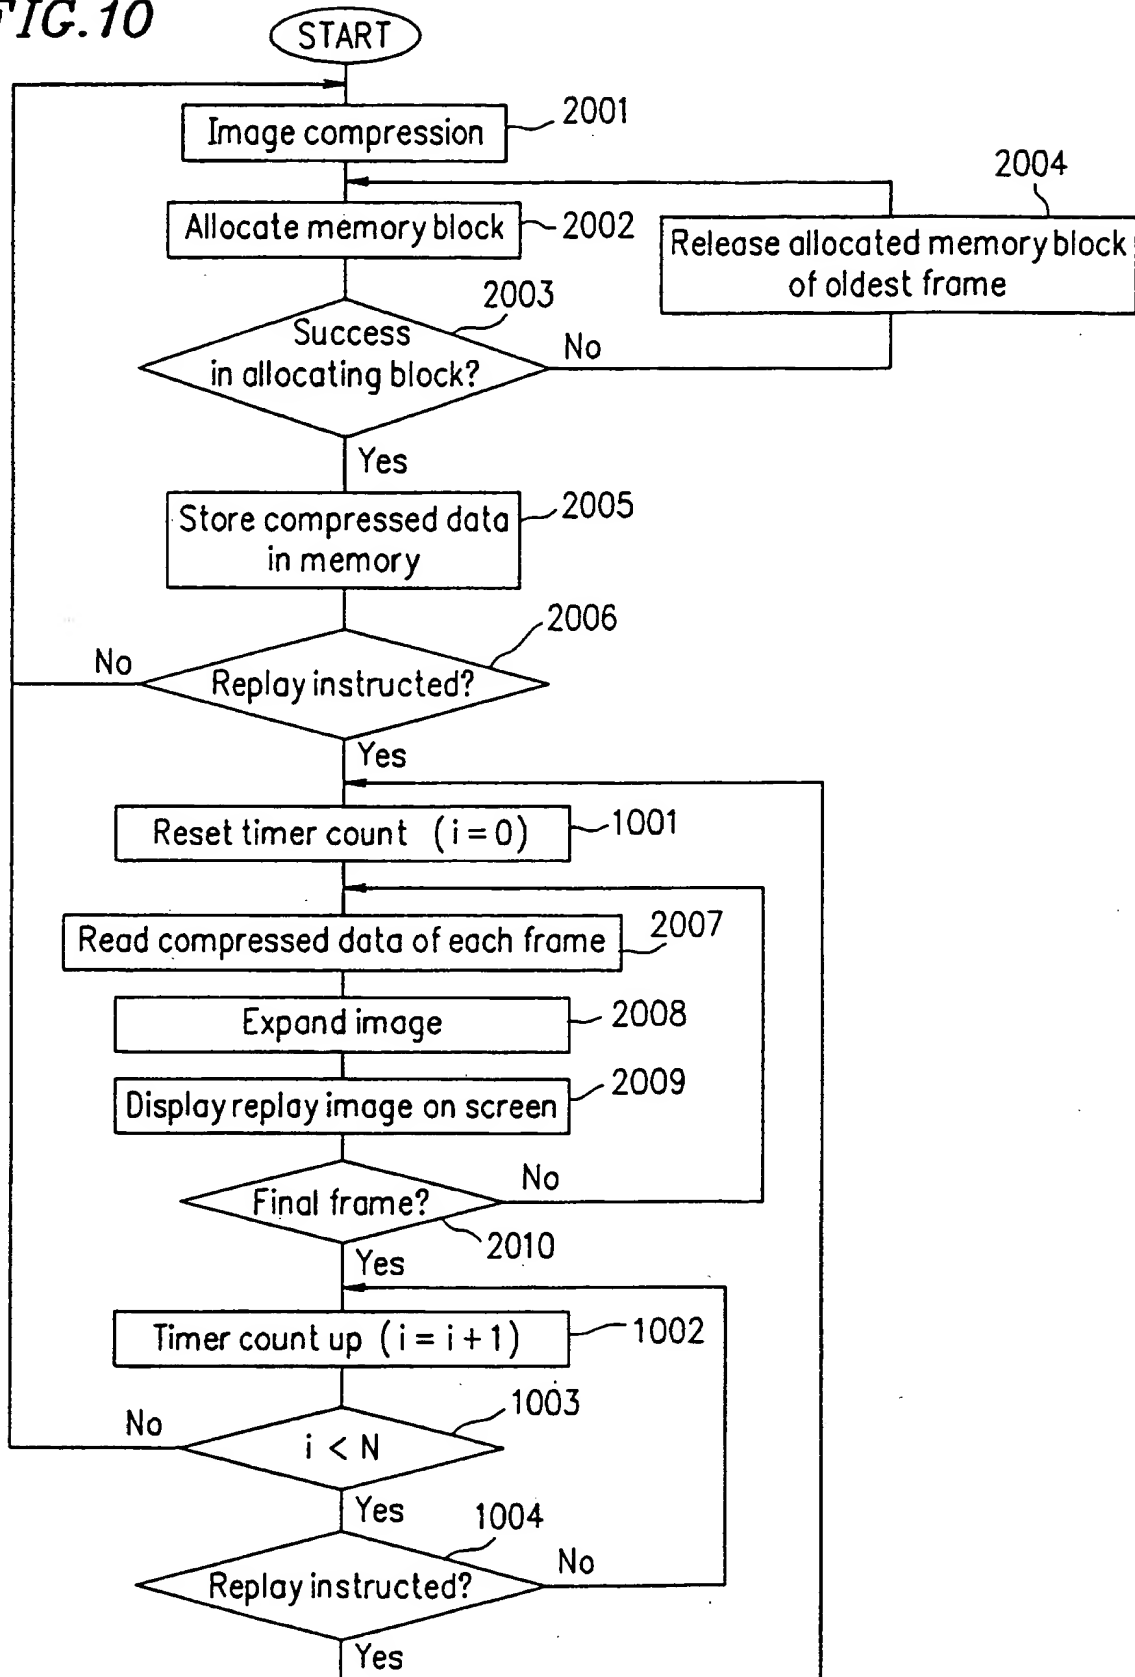 FIG.10
START
Image compression
2001
2004
Allocate memory block
2002
Release allocated memory block
of oldest frame
2003
Success
in allocating block?
No
Yes
Store compressed data
in memory
2005
2006
No
Replay instructed?
Yes
Reset timer count (i = 0)
1001
Read compressed data of each frame
2007
Expand image
2008
Display replay image on screen
2009
Final frame?
No
2010
Yes
Timer count up (i = i + 1)
1002
1003
No
i < N
Yes
1004
Replay instructed?
No
Yes